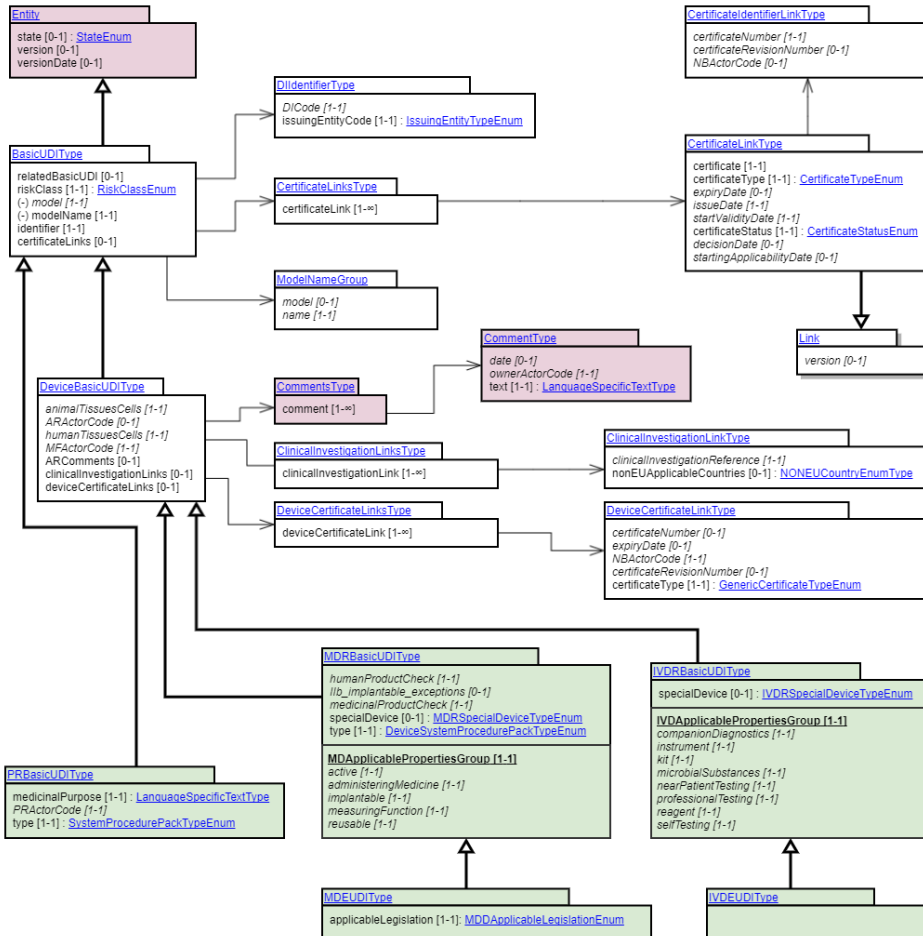 Entity
state [0-1] : StateEnum
version [0-1]
versionDate [0-1]
CertificateIdentifierLinkType
certificateNumber [1-1]
certificateRevisionNumber [0-1]
NBActorCode [0-1]
DIIdentifierType
DICode [1-1]
issuingEntityCode [1-1] : IssuingEntityTypeEnum
BasicUDIType
relatedBasicUDI [0-1]
riskClass [1-1] : RiskClassEnum
(-) model [1-1]
(-) modelName [1-1]
identifier [1-1]
certificateLinks [0-1]
CertificateLinksType
certificateLink [1-∞]
CertificateLinkType
certificate [1-1]
certificateType [1-1] : CertificateTypeEnum
expiryDate [0-1]
issueDate [1-1]
startValidityDate [1-1]
certificateStatus [1-1] : CertificateStatusEnum
decisionDate [0-1]
startingApplicabilityDate [0-1]
ModelNameGroup
model [0-1]
name [1-1]
Link
version [0-1]
CommentType
date [0-1]
ownerActorCode [1-1]
text [1-1] : LanguageSpecificTextType
DeviceBasicUDIType
animalTissuesCells [1-1]
ARActorCode [0-1]
humanTissuesCells [1-1]
MFActorCode [1-1]
ARComments [0-1]
clinicalInvestigationLinks [0-1]
deviceCertificateLinks [0-1]
CommentsType
comment [1-∞]
ClinicalInvestigationLinksType
clinicalInvestigationLink [1-∞]
ClinicalInvestigationLinkType
clinicalInvestigationReference [1-1]
nonEUApplicableCountries [0-1] : NONEUCountryEnumType
DeviceCertificateLinksType
deviceCertificateLink [1-∞]
DeviceCertificateLinkType
certificateNumber [0-1]
expiryDate [0-1]
NBActorCode [1-1]
certificateRevisionNumber [0-1]
certificateType [1-1] : GenericCertificateTypeEnum
MDRBasicUDIType
humanProductCheck [1-1]
IIb_implantable_exceptions [0-1]
medicinalProductCheck [1-1]
specialDevice [0-1] : MDRSpecialDeviceTypeEnum
type [1-1] : DeviceSystemProcedurePackTypeEnum
MDApplicablePropertiesGroup [1-1]
active [1-1]
administeringMedicine [1-1]
implantable [1-1]
measuringFunction [1-1]
reusable [1-1]
IVDRBasicUDIType
specialDevice [0-1] : IVDRSpecialDeviceTypeEnum
IVDApplicablePropertiesGroup [1-1]
companionDiagnostics [1-1]
instrument [1-1]
kit [1-1]
microbialSubstances [1-1]
nearPatientTesting [1-1]
professionalTesting [1-1]
reagent [1-1]
selfTesting [1-1]
PRBasicUDIType
medicinalPurpose [1-1] : LanguageSpecificTextType
PRActorCode [1-1]
type [1-1] : SystemProcedurePackTypeEnum
MDEUDIType
applicableLegislation [1-1]: MDDApplicableLegislationEnum
IVDEUDIType